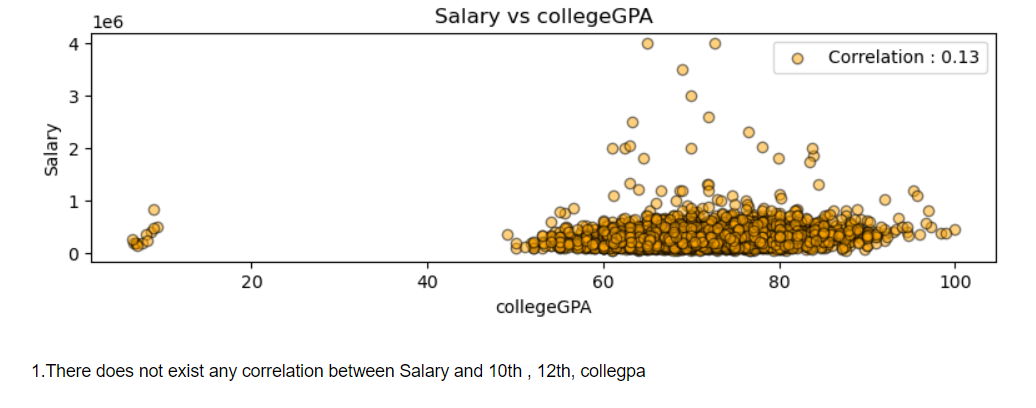 Salary vs collegeGPA
1e6
Correlation : 0.13
4
3
2
1
0
Salary
20 40 60 80 100
collegeGPA
1.There does not exist any correlation between Salary and 10th , 12th, collegpa